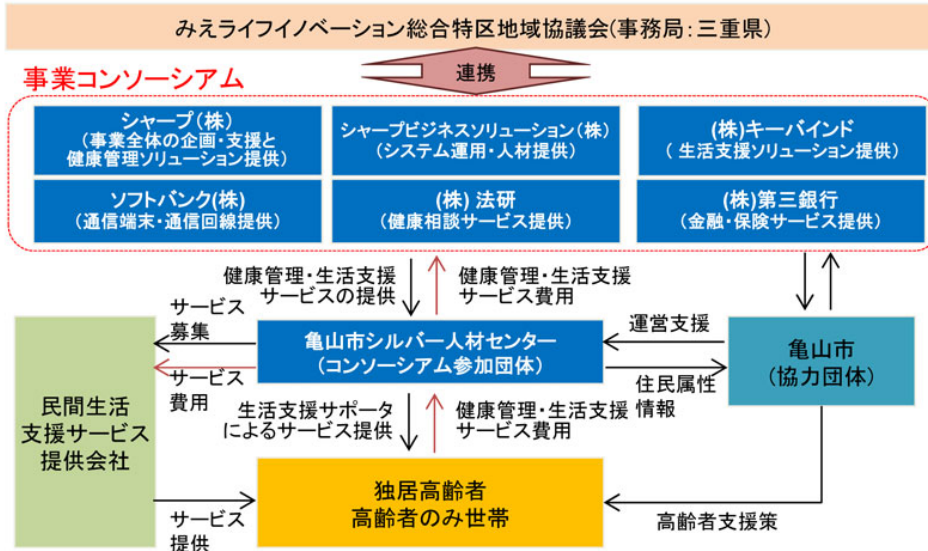 みえライフイノベーション総合特区地域協議会(事務局:三重県)
連携
事業コンソーシアム
シャープ(株)
(事業全体の企画・支援と
健康管理ソリューション提供)
シャープビジネスソリューション(株)
(システム運用・人材提供)
(株)キーバインド
(生活支援ソリューション提供)
ソフトバンク(株)
(通信端末・通信回線提供)
(株) 法研
(健康相談サービス提供)
(株)第三銀行
(金融・保険サービス提供)
健康管理・生活支援
サービスの提供
健康管理・生活支援
サービス費用
サービス
募集
亀山市シルバー人材センター
(コンソーシアム参加団体)
運営支援
亀山市
(協力団体)
サービス
費用
住民属性
情報
民間生活
支援サービス
提供会社
生活支援サポータ
によるサービス提供
健康管理・生活支援
サービス費用
独居高齢者
高齢者のみ世帯
サービス
提供
高齢者支援策